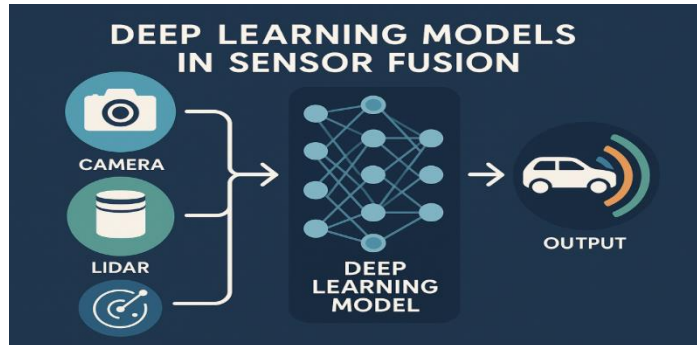 DEEP LEARNING MODELS
IN SENSOR FUSION
CAMERA
LIDAR
DEEP
LEARNING
MODEL
OUTPUT